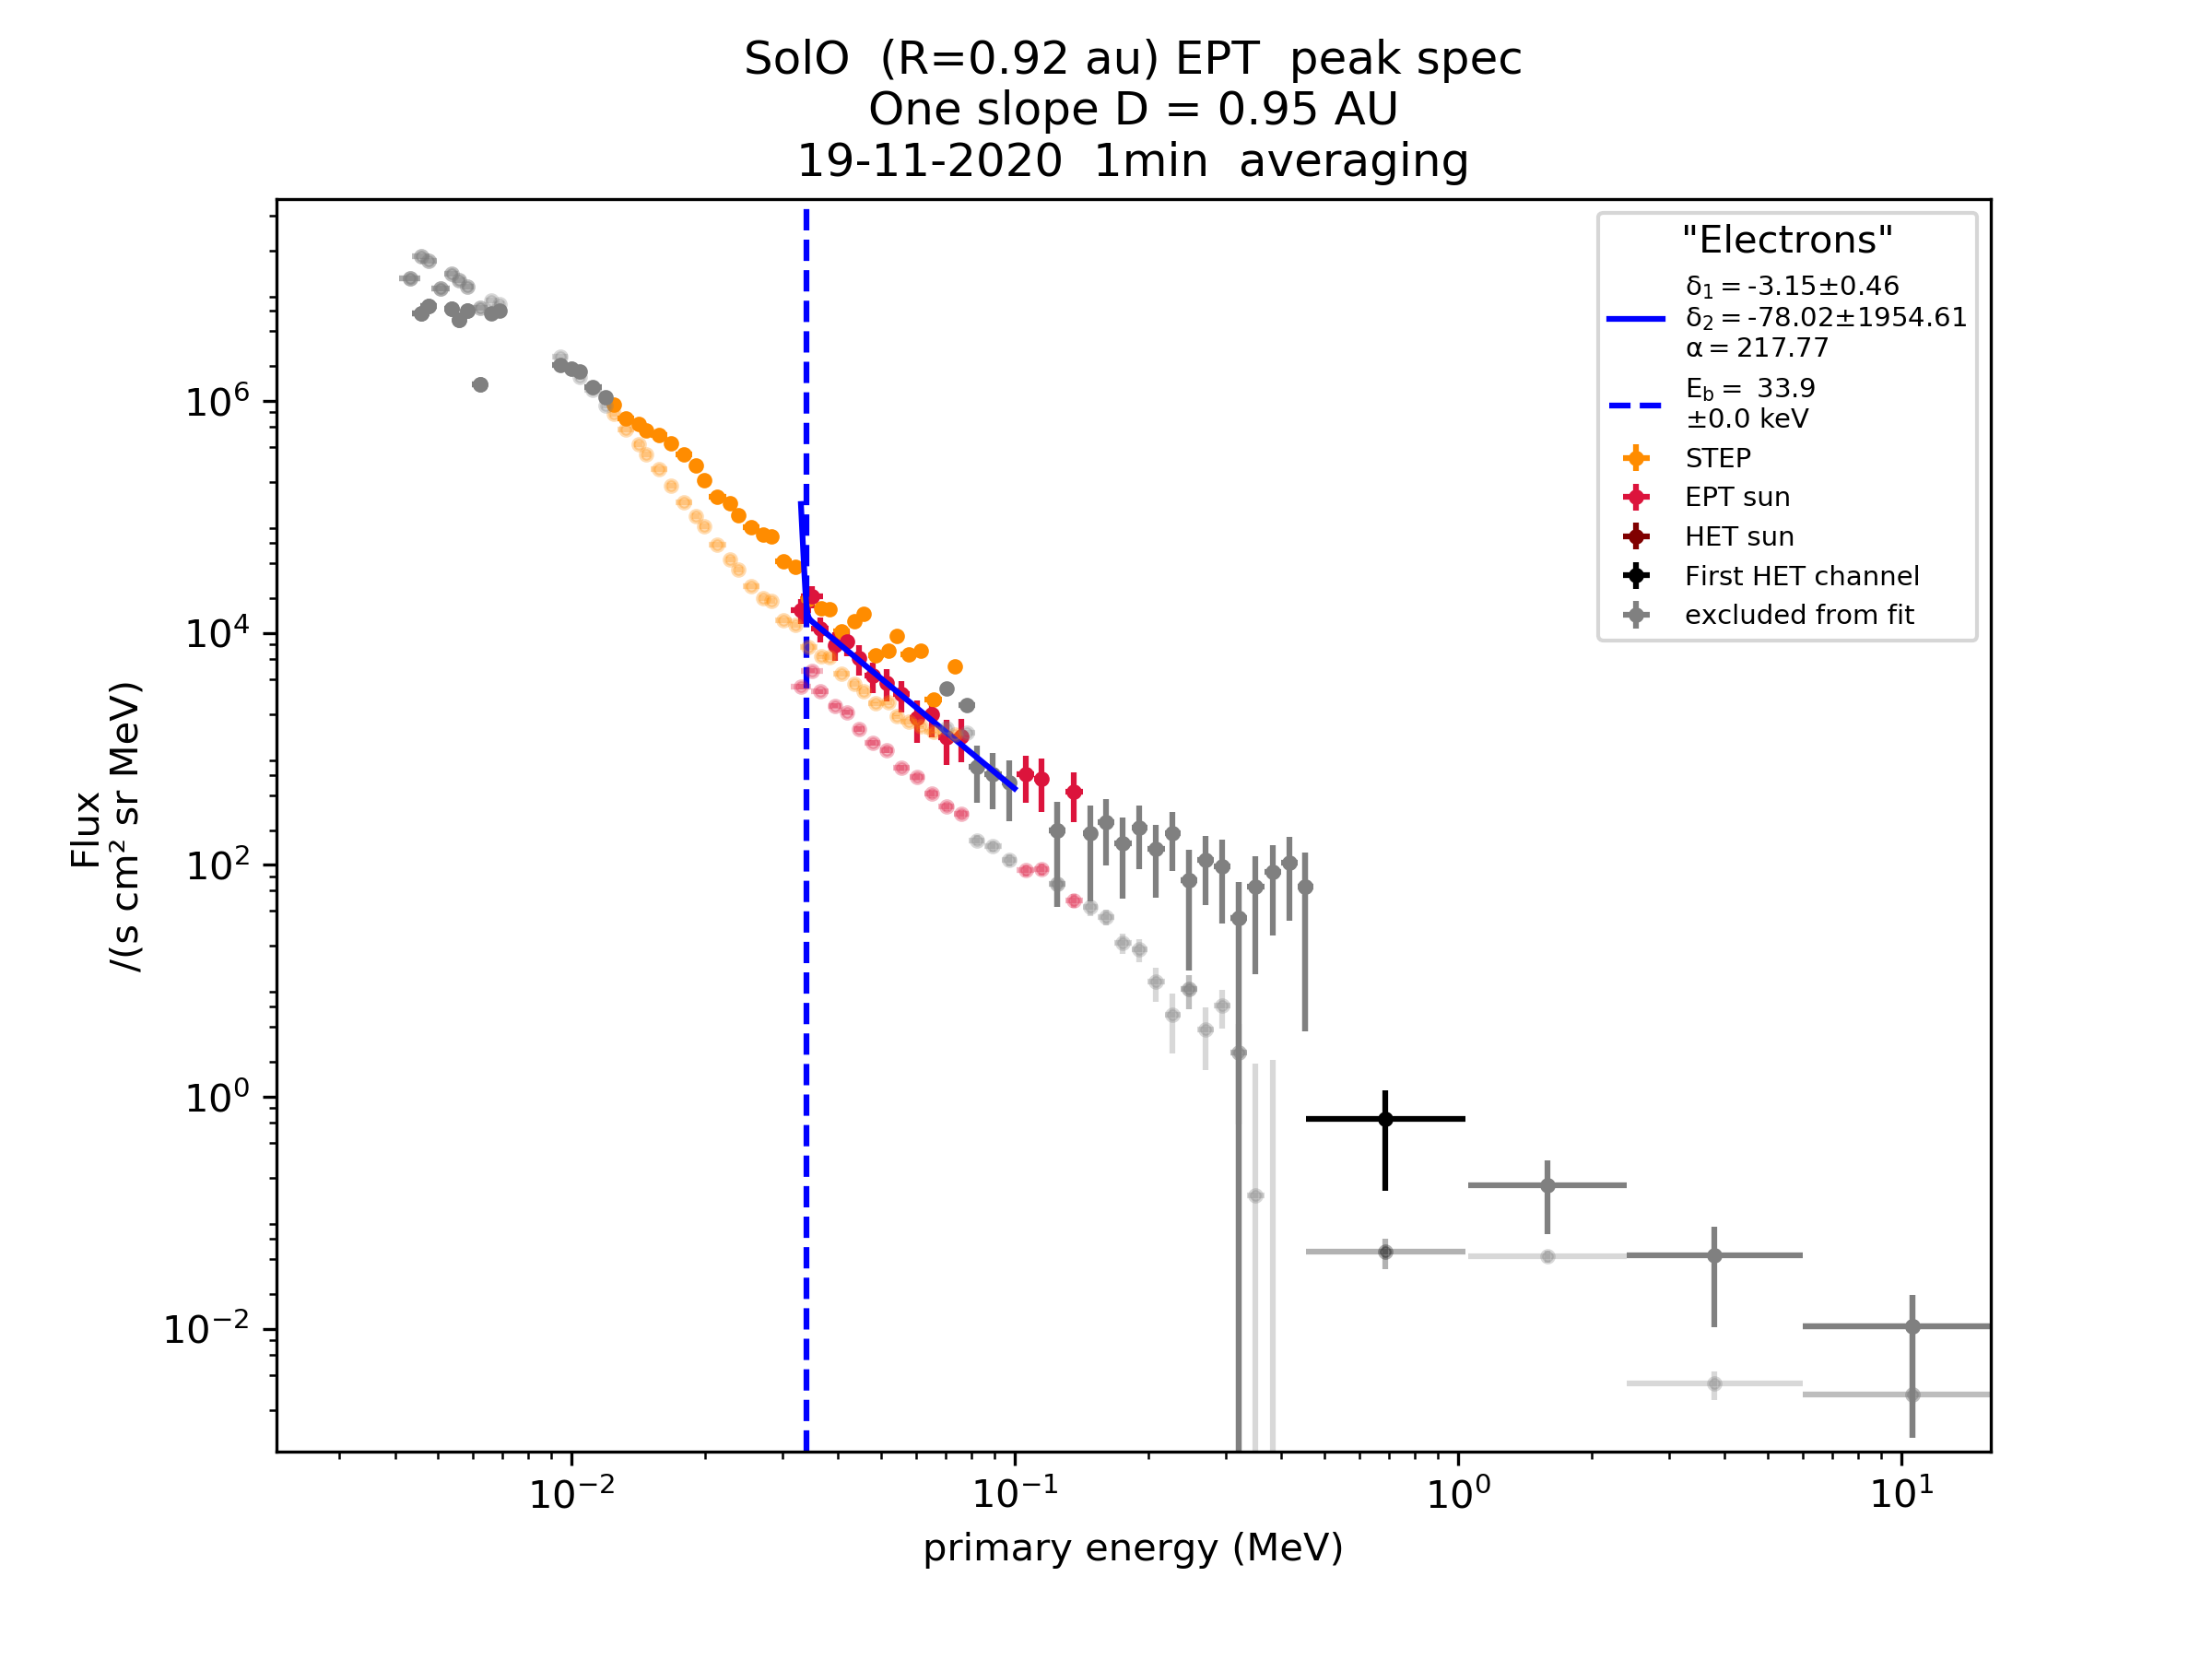 SolO (R=0.92 au) EPT peak spec
One slope D = 0.95 AU
19-11-2020 1min averaging
"Electrons"
δ₁ = -3.15±0.46
δ₂ = -78.02±1954.61
α = 217.77
E_b = 33.9
±0.0 keV
STEP
EPT sun
HET sun
First HET channel
excluded from fit
Flux
/(s cm² sr MeV)
10⁶
10⁴
10²
10⁰
10⁻²
10⁻² 10⁻¹ 10⁰ 10¹
primary energy (MeV)